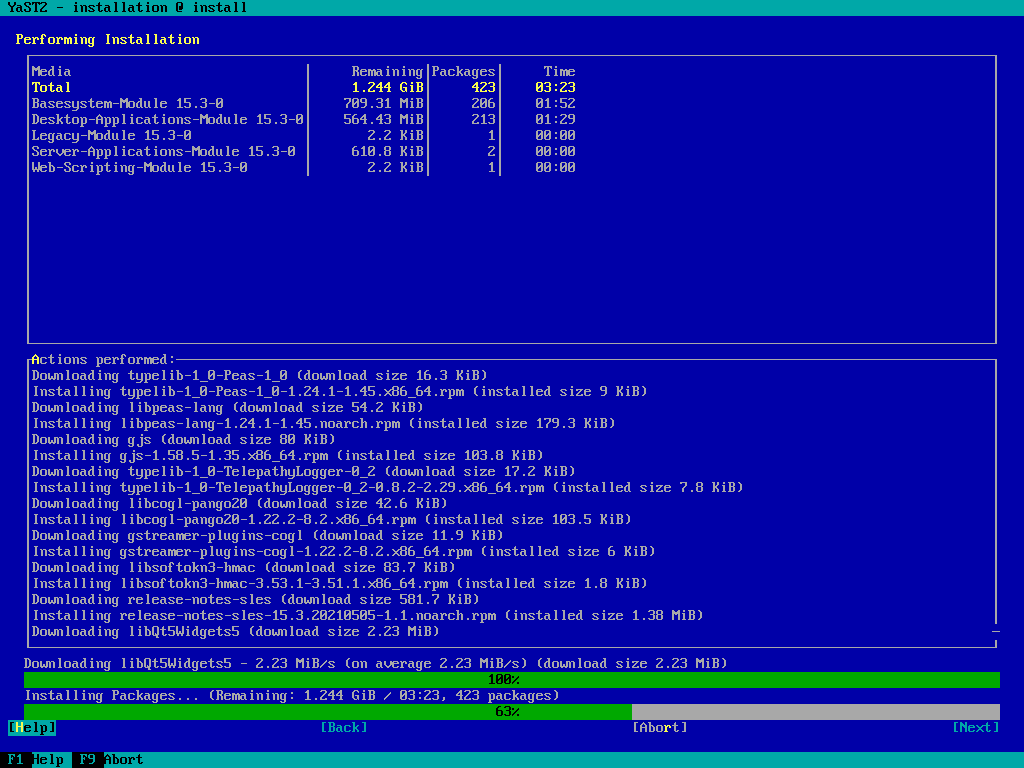 YaST2 - installation @ install
Performing Installation
Media Remaining Packages Time
Total 1.244 GiB 423 03:23
Basesystem-Module 15.3-0 709.31 MiB 206 01:52
Desktop-Applications-Module 15.3-0 564.43 MiB 213 01:29
Legacy-Module 15.3-0 2.2 KiB 1 00:00
Server-Applications-Module 15.3-0 610.8 KiB 2 00:00
Web-Scripting-Module 15.3-0 2.2 KiB 1 00:00
Actions performed:
Downloading typelib-1_0-Peas-1_0 (download size 16.3 KiB)
Installing typelib-1_0-Peas-1_0-1.24.1-1.45.x86_64.rpm (installed size 9 KiB)
Downloading libpeas-lang (download size 54.2 KiB)
Installing libpeas-lang-1.24.1-1.45.noarch.rpm (installed size 179.3 KiB)
Downloading gjs (download size 80 KiB)
Installing gjs-1.58.5-1.35.x86_64.rpm (installed size 103.8 KiB)
Downloading typelib-1_0-TelepathyLogger-0_2 (download size 17.2 KiB)
Installing typelib-1_0-TelepathyLogger-0_2-0.8.2-2.29.x86_64.rpm (installed size 7.8 KiB)
Downloading libcogl-pango20 (download size 42.6 KiB)
Installing libcogl-pango20-1.22.2-8.2.x86_64.rpm (installed size 103.5 KiB)
Downloading gstreamer-plugins-cogl (download size 11.9 KiB)
Installing gstreamer-plugins-cogl-1.22.2-8.2.x86_64.rpm (installed size 6 KiB)
Downloading libsoftokn3-hmac (download size 83.7 KiB)
Installing libsoftokn3-hmac-3.53.1-3.51.1.x86_64.rpm (installed size 1.8 KiB)
Downloading release-notes-sles (download size 581.7 KiB)
Installing release-notes-sles-15.3.20210505-1.1.noarch.rpm (installed size 1.38 MiB)
Downloading libQt5Widgets5 (download size 2.23 MiB)
Downloading libQt5Widgets5 - 2.23 MiB/s (on average 2.23 MiB/s) (download size 2.23 MiB)
100%
Installing Packages... (Remaining: 1.244 GiB / 03:23, 423 packages)
63%
[Help] [Back] [Abort] [Next]
F1 Help F9 Abort